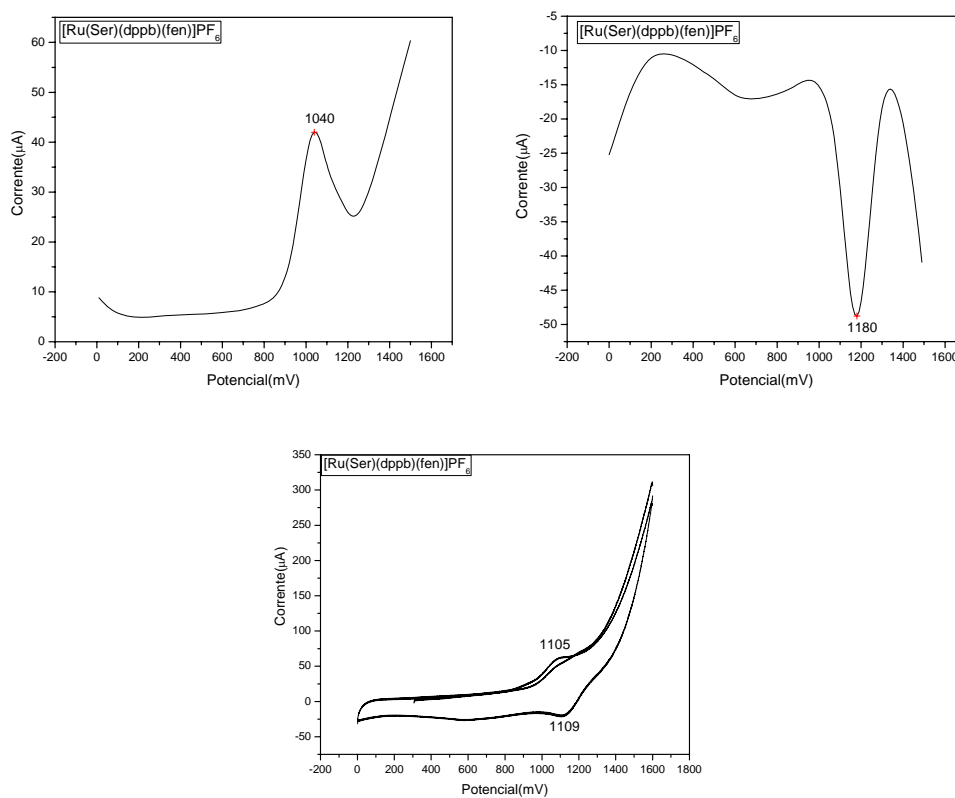 [Ru(Ser)(dppb)(fen)]PF₆
60
50
40
30
20
10
0
-200 0 200 400 600 800 1000 1200 1400 1600
Corrente(μA)
Potencial(mV)
1040
[Ru(Ser)(dppb)(fen)]PF₆
-5
-10
-15
-20
-25
-30
-35
-40
-45
-50
-200 0 200 400 600 800 1000 1200 1400 1600
Corrente(μA)
Potencial(mV)
1180
[Ru(Ser)(dppb)(fen)]PF₆
350
300
250
200
150
100
50
0
-50
-200 0 200 400 600 800 1000 1200 1400 1600 1800
Corrente(μA)
Potencial(mV)
1105
1109